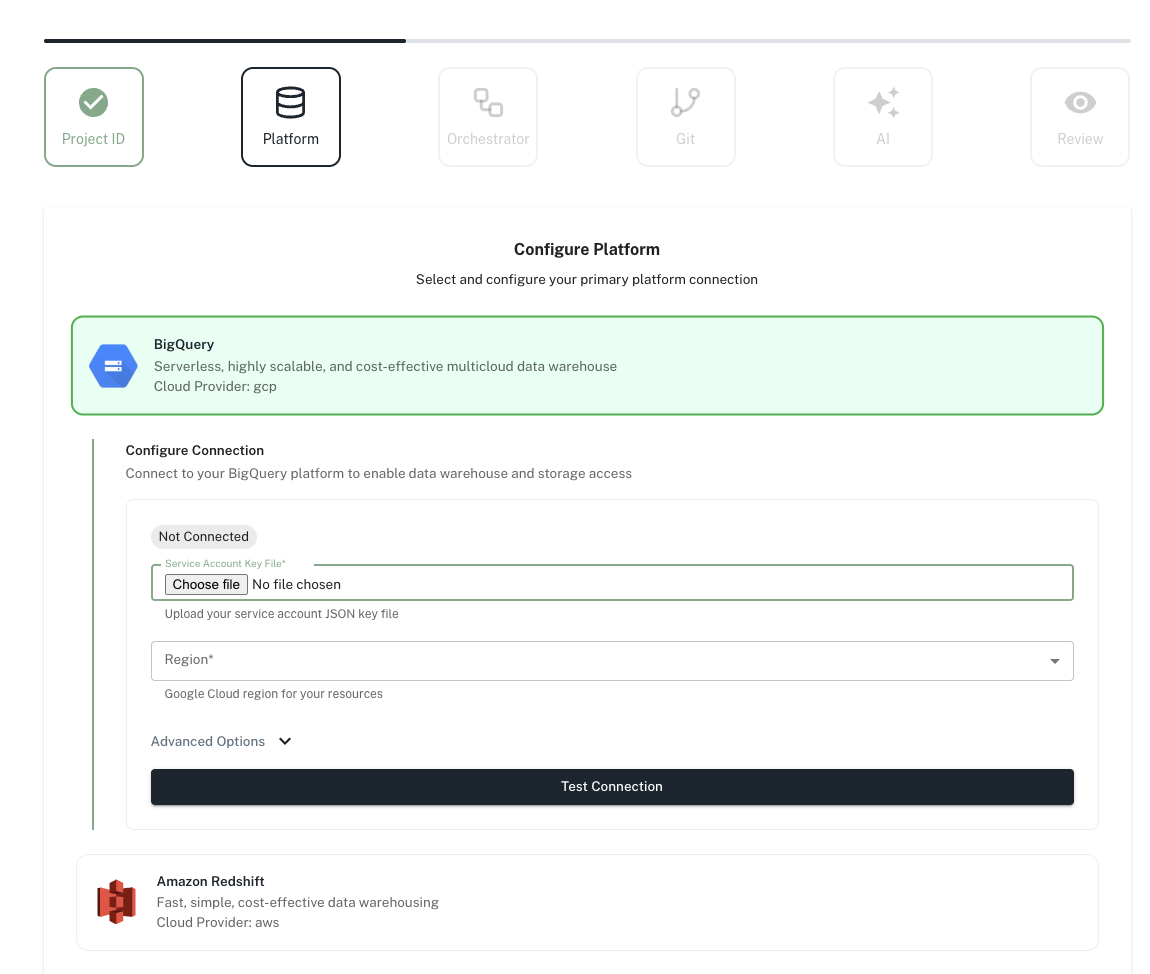 Project ID
Platform
Orchestrator
Git
AI
Review
Configure Platform
Select and configure your primary platform connection
BigQuery
Serverless, highly scalable, and cost-effective multicloud data warehouse
Cloud Provider: gcp
Configure Connection
Connect to your BigQuery platform to enable data warehouse and storage access
Not Connected
Service Account Key File*
Choose file No file chosen
Upload your service account JSON key file
Region*
Google Cloud region for your resources
Advanced Options
Test Connection
Amazon Redshift
Fast, simple, cost-effective data warehousing
Cloud Provider: aws